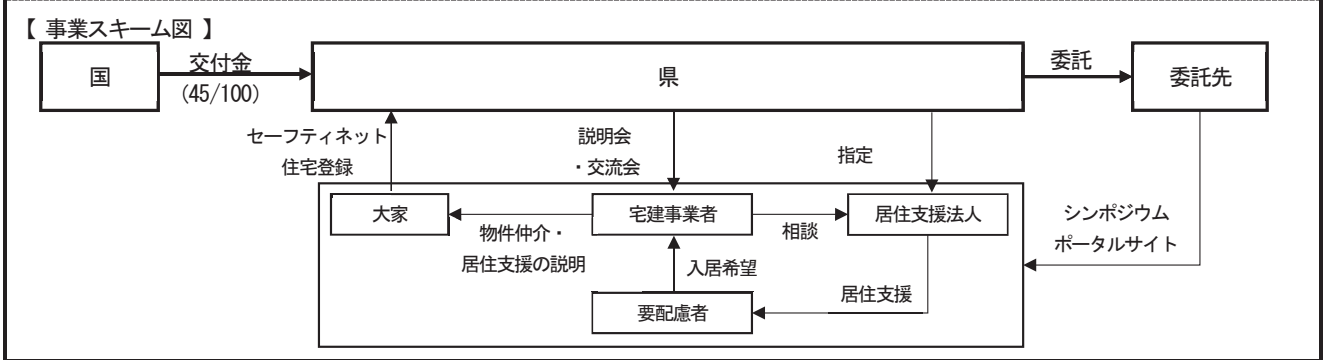 【 事業スキーム図 】
国
交付金
(45/100)
県
委託
委託先
セーフティネット
住宅登録
説明会
・交流会
指定
大家
宅建事業者
居住支援法人
物件仲介・
居住支援の説明
相談
シンポジウム
ポータルサイト
入居希望
居住支援
要配慮者